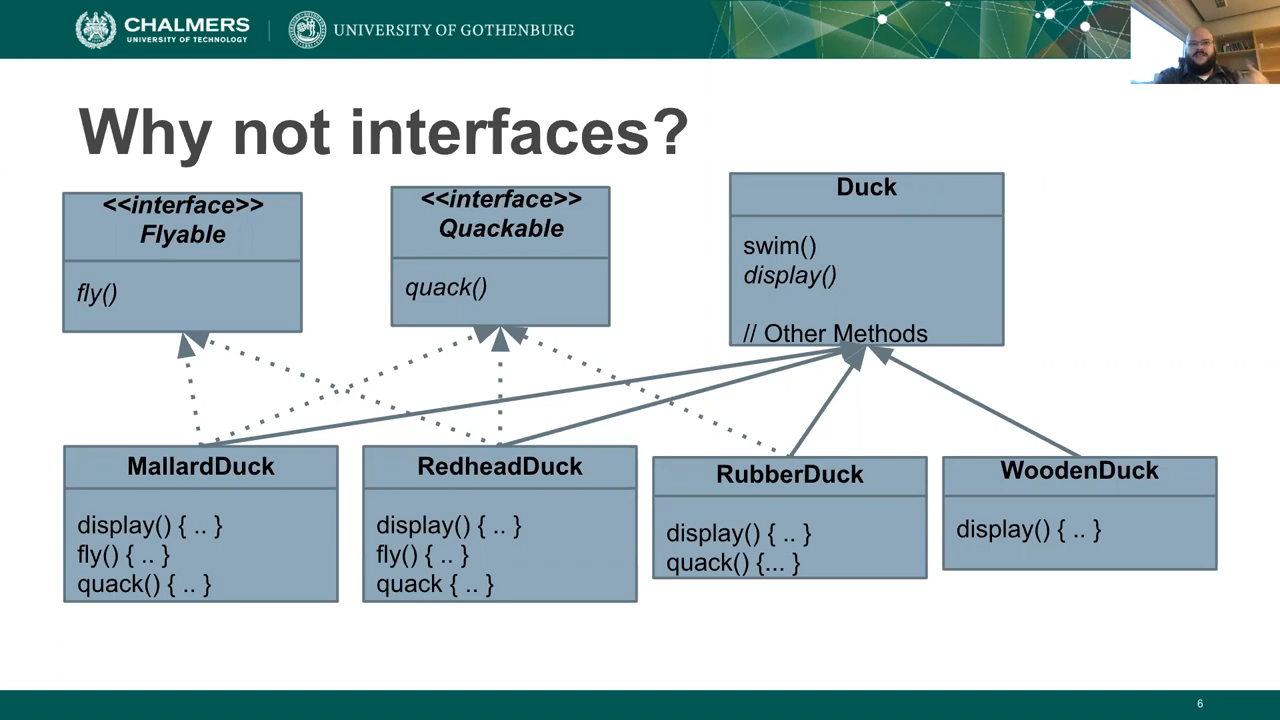 CHALMERS
UNIVERSITY OF TECHNOLOGY
UNIVERSITY OF GOTHENBURG
Why not interfaces?
<<interface>>
Flyable
fly()
<<interface>>
Quackable
quack()
Duck
swim()
display()
// Other Methods
MallardDuck
display() { .. }
fly() { .. }
quack() { .. }
RedheadDuck
display() { .. }
fly() { .. }
quack { .. }
RubberDuck
display() { .. }
quack() {... }
WoodenDuck
display() { .. }
6